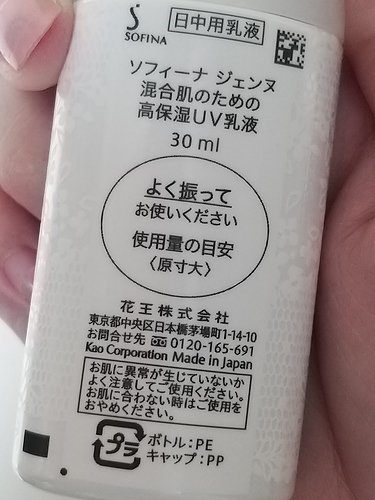 SOFINA
日中用乳液
ソフィーナ ジェンヌ
混合肌のための
高保湿UV乳液
30 ml
よく振って
お使いください
使用量の目安
〈原寸大〉
花王株式会社
東京都中央区日本橋茅場町1-14-10
お問合せ先 ☎ 0120-165-691
Kao Corporation Made in Japan
お肌に異常が生じていないか
よく注意してご使用ください。
お肌に合わない時はご使用を
おやめください。
プラ
ボトル:PE
キャップ:PP